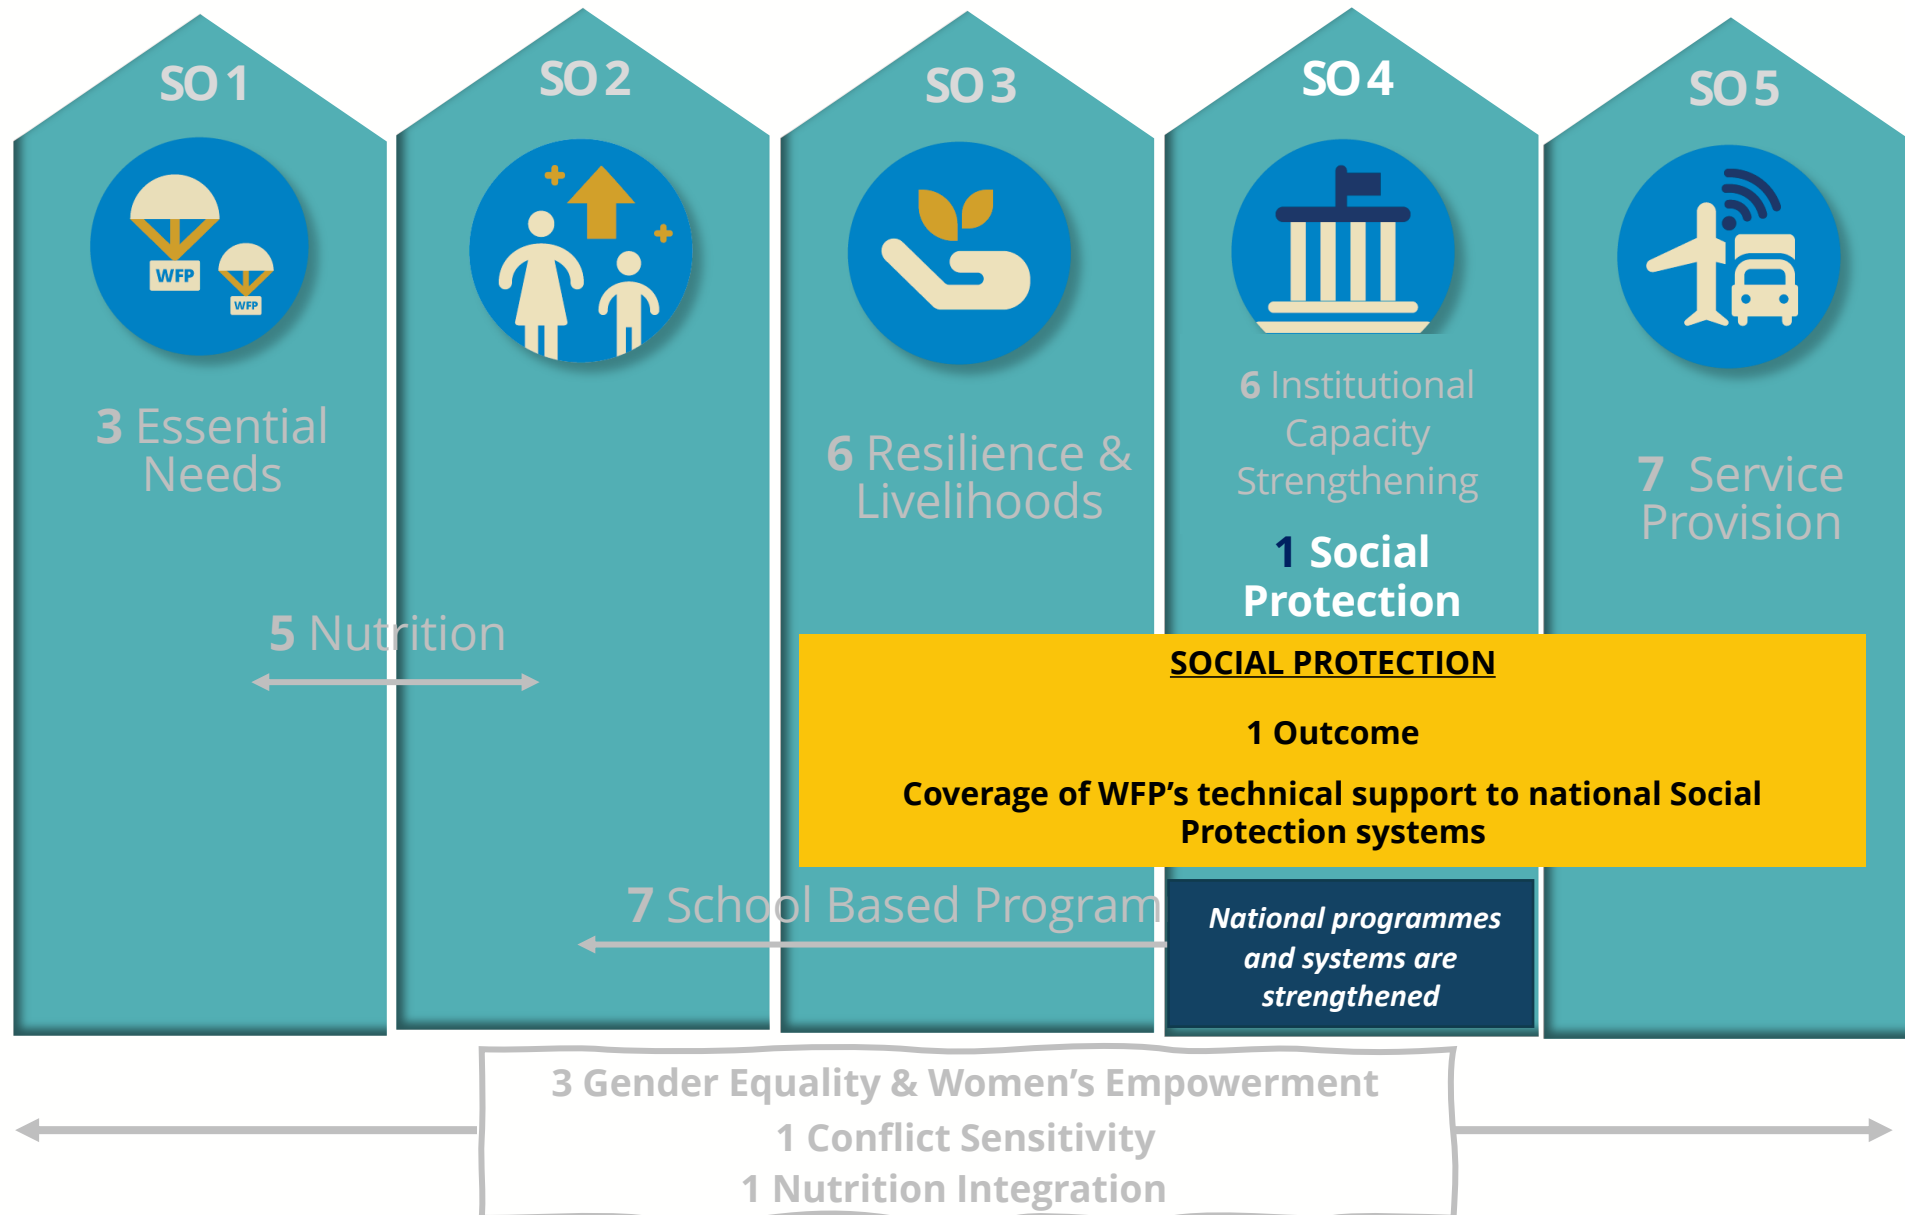 SO 1
SO 2
SO 3
SO 4
SO 5
WFP
WFP
3 Essential
Needs
6 Resilience &
Livelihoods
6 Institutional
Capacity
Strengthening
1 Social
Protection
7 Service
Provision
5 Nutrition
SOCIAL PROTECTION
1 Outcome
Coverage of WFP’s technical support to national Social
Protection systems
7 School Based Program
National programmes
and systems are
strengthened
3 Gender Equality & Women’s Empowerment
1 Conflict Sensitivity
1 Nutrition Integration